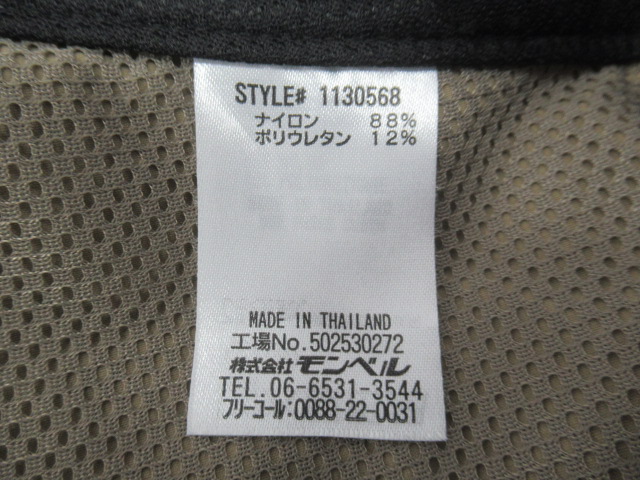 STYLE# 1130568
ナイロン 88%
ポリウレタン 12%
MADE IN THAILAND
工場No.502530272
株式会社 モンベル
TEL.06-6531-3544
フリーコール:0088-22-0031